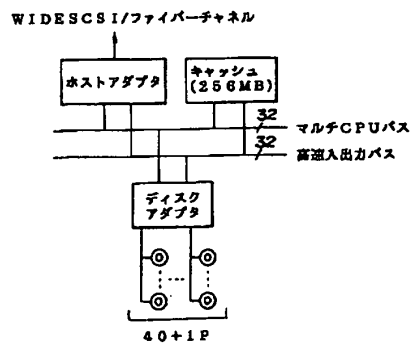 WIDESCSI/ファイバーチャネル
ホストアダプタ
キャッシュ
(256MB)
32
マルチCPUバス
32
高速入出力バス
ディスク
アダプタ
40+1P